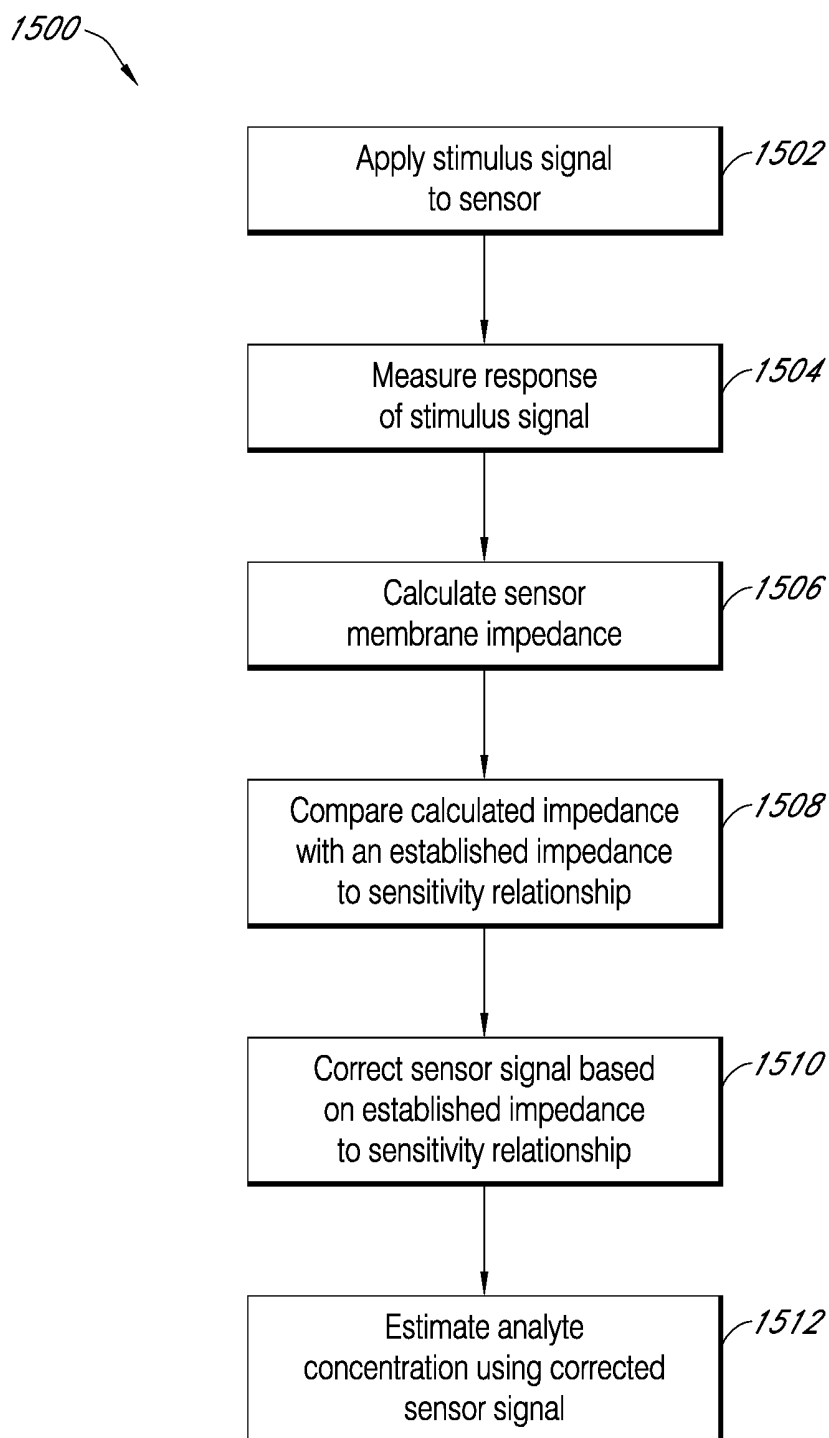 1500
Apply stimulus signal
to sensor
1502
Measure response
of stimulus signal
1504
Calculate sensor
membrane impedance
1506
Compare calculated impedance
with an established impedance
to sensitivity relationship
1508
Correct sensor signal based
on established impedance
to sensitivity relationship
1510
Estimate analyte
concentration using corrected
sensor signal
1512